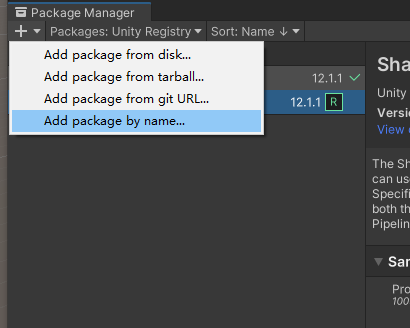 Package Manager
Packages: Unity Registry Sort: Name ↓
Add package from disk...
Add package from tarball...
Add package from git URL...
Add package by name...
12.1.1
12.1.1 R
Sha
Unity
Versi
View
The Sh
can us
Specifi
both th
Pipelin
Sar
Pro
100